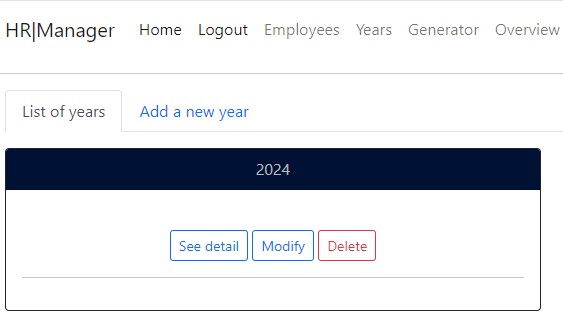 HR|Manager Home Logout Employees Years Generator Overview
List of years Add a new year
2024
See detail Modify Delete